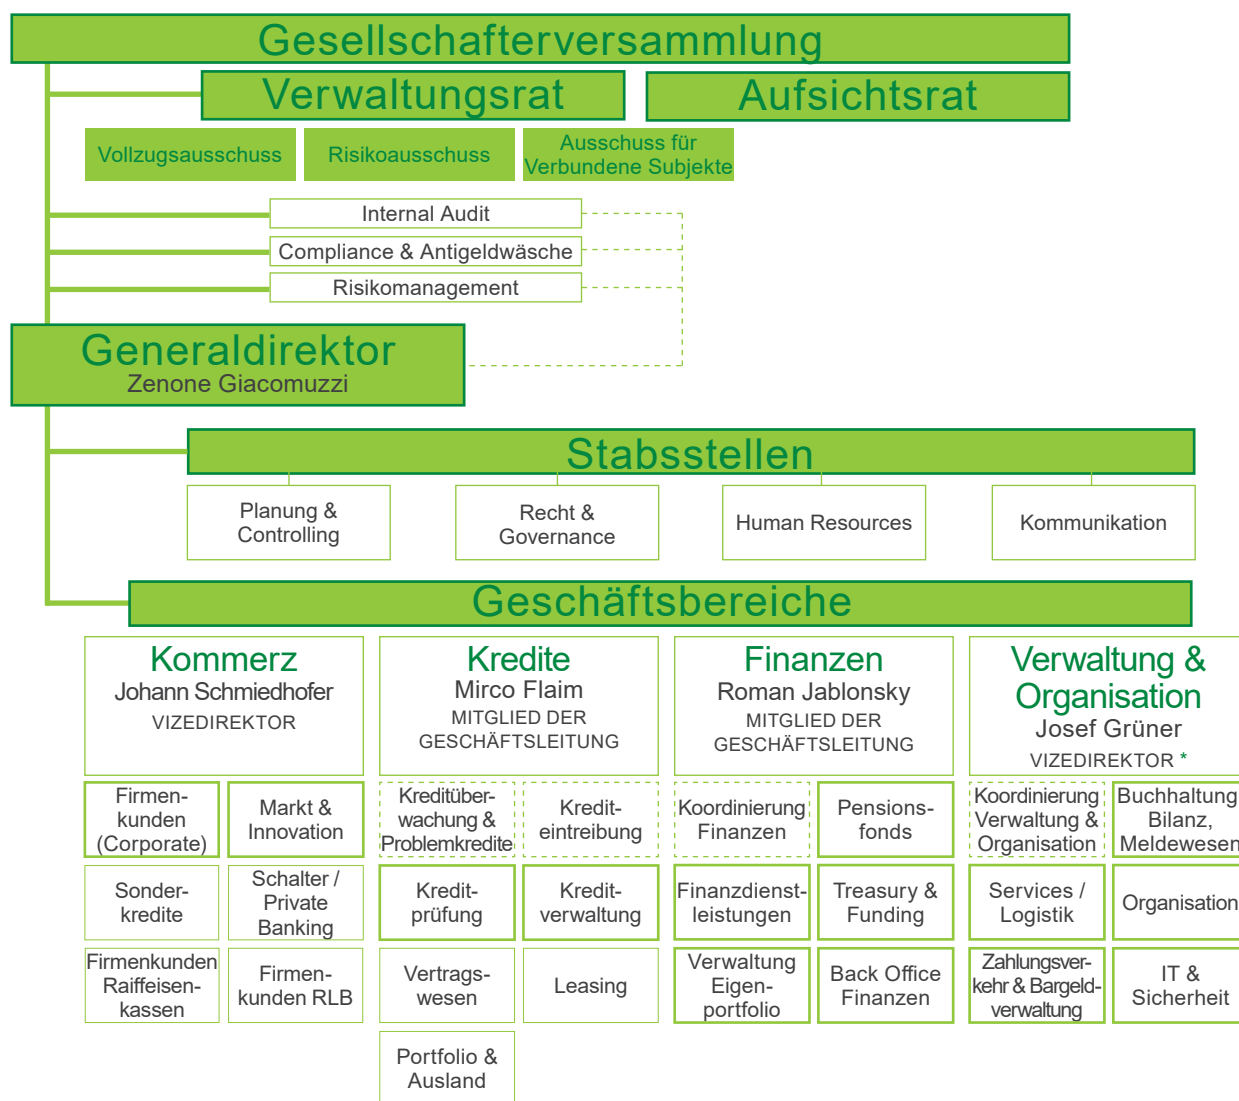 Gesellschafterversammlung
Verwaltungsrat
Aufsichtsrat
Vollzugsausschuss
Risikoausschuss
Ausschuss für
Verbundene Subjekte
Internal Audit
Compliance & Antigeldwäsche
Risikomanagement
Generaldirektor
Zenone Giacomuzzi
Stabsstellen
Planung &
Controlling
Recht &
Governance
Human Resources
Kommunikation
Geschäftsbereiche
Kommerz
Johann Schmiedhofer
VIZEDIREKTOR
Kredite
Mirco Flaim
MITGLIED DER
GESCHÄFTSLEITUNG
Finanzen
Roman Jablonsky
MITGLIED DER
GESCHÄFTSLEITUNG
Verwaltung &
Organisation
Josef Grüner
VIZEDIREKTOR *
Firmen-
kunden
(Corporate)
Markt &
Innovation
Sonder-
kredite
Schalter /
Private
Banking
Firmenkunden
Raiffeisen-
kassen
Firmen-
kunden RLB
Kreditüber-
wachung &
Problemkredite
Kredit-
eintreibung
Kredit-
prüfung
Kredit-
verwaltung
Vertrags-
wesen
Leasing
Portfolio &
Ausland
Koordinierung
Finanzen
Pensions-
fonds
Finanzdienst-
leistungen
Treasury &
Funding
Verwaltung
Eigen-
portfolio
Back Office
Finanzen
Koordinierung
Verwaltung &
Organisation
Buchhaltung
Bilanz,
Meldewesen
Services /
Logistik
Organisation
Zahlungsver-
kehr & Bargeld-
verwaltung
IT &
Sicherheit